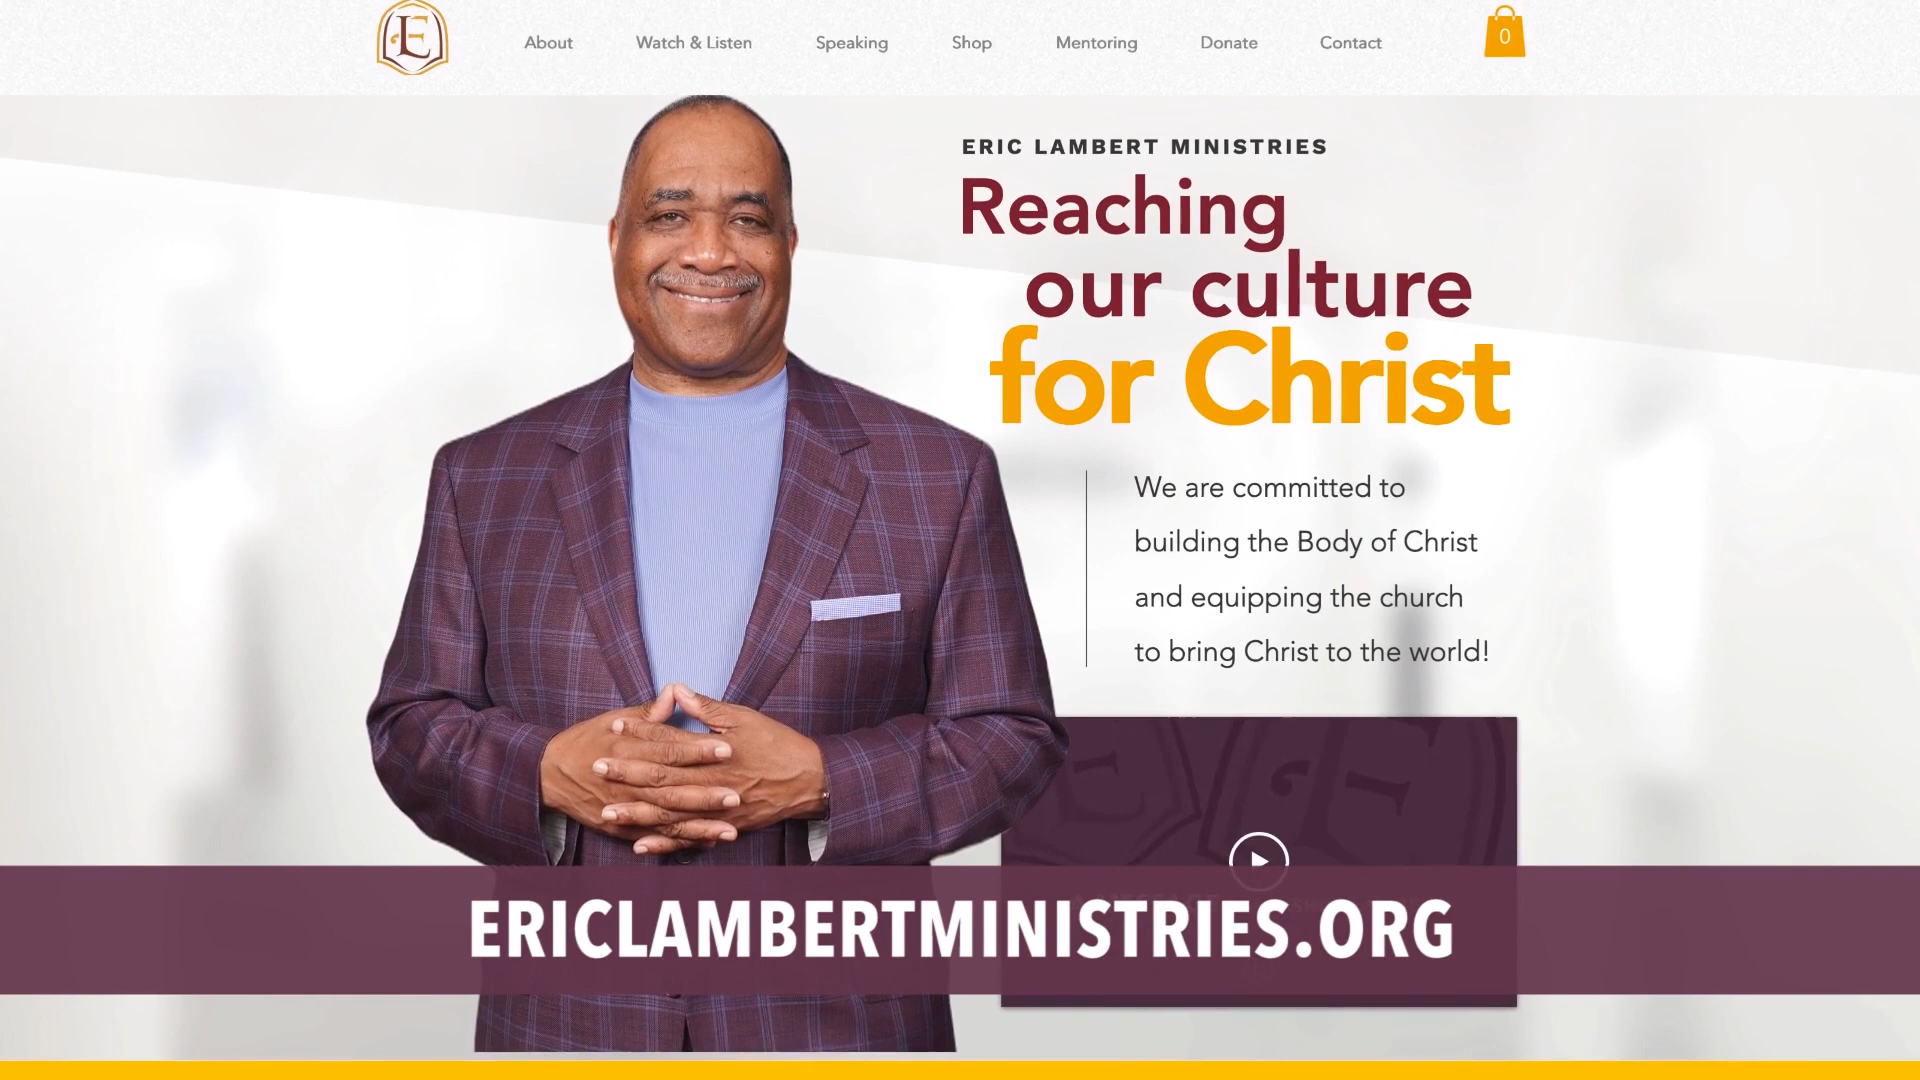 E
About Watch & Listen Speaking Shop Mentoring Donate Contact
0
ERIC LAMBERT MINISTRIES
Reaching
our culture
for Christ
We are committed to
building the Body of Christ
and equipping the church
to bring Christ to the world!
ERICLAMBERTMINISTRIES.ORG